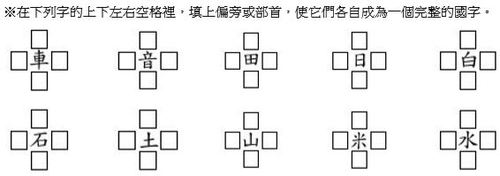 ※在下列字的上下左右空格裡，填上偏旁或部首，使它們各自成為一個完整的國字。
車 音 田 日 白
石 土 山 米 水